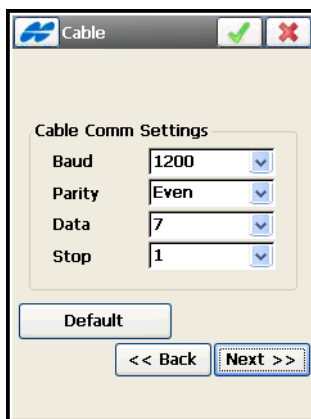 Cable
Cable Comm Settings
Baud 1200
Parity Even
Data 7
Stop 1
Default
<< Back Next >>